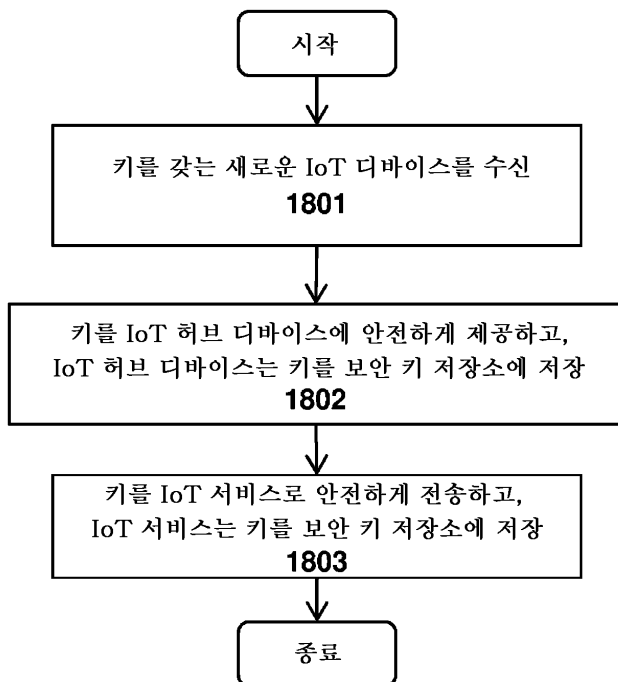 시작
키를 갖는 새로운 IoT 디바이스를 수신
1801
키를 IoT 허브 디바이스에 안전하게 제공하고,
IoT 허브 디바이스는 키를 보안 키 저장소에 저장
1802
키를 IoT 서비스로 안전하게 전송하고,
IoT 서비스는 키를 보안 키 저장소에 저장
1803
종료